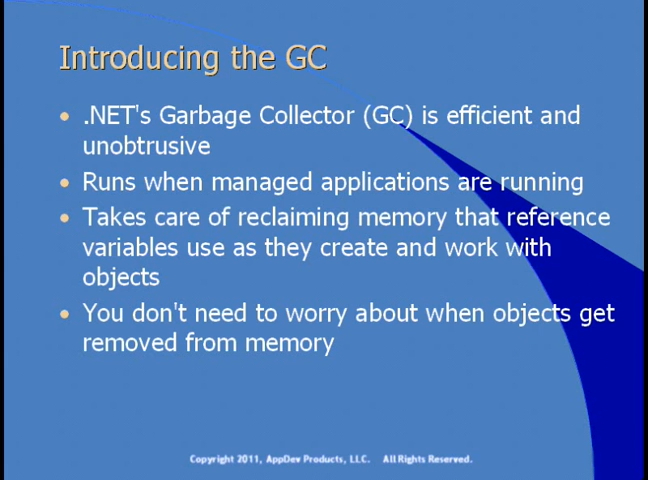 Introducing the GC
• .NET's Garbage Collector (GC) is efficient and
unobtrusive
• Runs when managed applications are running
• Takes care of reclaiming memory that reference
variables use as they create and work with
objects
• You don't need to worry about when objects get
removed from memory
Copyright 2011, AppDev Products, LLC. All Rights Reserved.